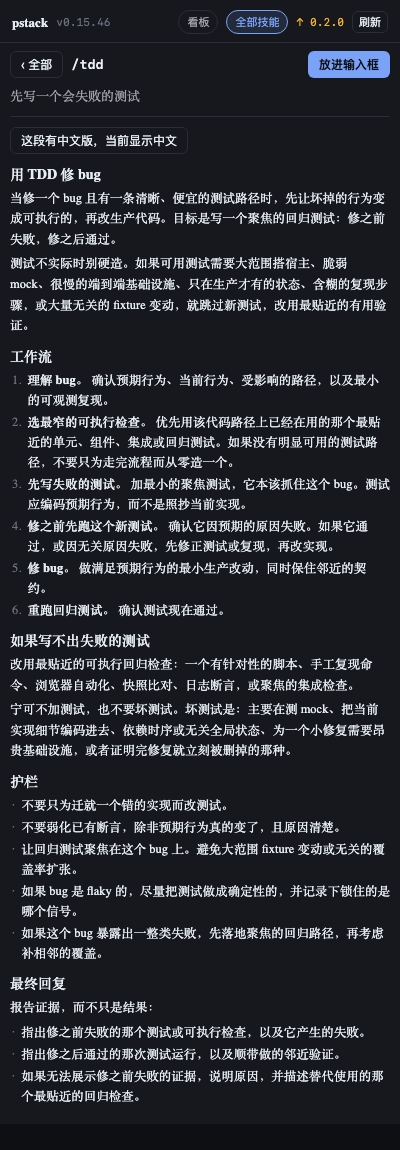 pstack v0.15.46 看板 全部技能 ↑ 0.2.0 刷新
‹ 全部 /tdd 放进输入框
先写一个会失败的测试
这段有中文版，当前显示中文
用 TDD 修 bug
当修一个 bug 且有一条清晰、便宜的测试路径时，先让坏掉的行为变
成可执行的，再改生产代码。目标是写一个聚焦的回归测试：修之前
失败，修之后通过。
测试不实际时别硬造。如果可用测试需要大范围搭宿主、脆弱
mock、很慢的端到端基础设施、只在生产才有的状态、含糊的复现步
骤，或大量无关的 fixture 变动，就跳过新测试，改用最贴近的有用验
证。
工作流
1. 理解 bug。 确认预期行为、当前行为、受影响的路径，以及最小
的可观测复现。
2. 选最窄的可执行检查。 优先用该代码路径上已经在用的那个最贴
近的单元、组件、集成或回归测试。如果没有明显可用的测试路
径，不要只为走完流程而从零造一个。
3. 先写失败的测试。 加最小的聚焦测试，它本该抓住这个 bug。测试
应编码预期行为，而不是照抄当前实现。
4. 修之前先跑这个新测试。 确认它因预期的原因失败。如果它通
过，或因无关原因失败，先修正测试或复现，再改实现。
5. 修 bug。 做满足预期行为的最小生产改动，同时保住邻近的契
约。
6. 重跑回归测试。 确认测试现在通过。
如果写不出失败的测试
改用最贴近的可执行回归检查：一个有针对性的脚本、手工复现命
令、浏览器自动化、快照比对、日志断言，或聚焦的集成检查。
宁可不加测试，也不要坏测试。坏测试是：主要在测 mock、把当前
实现细节编码进去、依赖时序或无关全局状态、为一个小修复需要昂
贵基础设施，或者证明完修复就立刻被删掉的那种。
护栏
· 不要只为迁就一个错的实现而改测试。
· 不要弱化已有断言，除非预期行为真的变了，且原因清楚。
· 让回归测试聚焦在这个 bug 上。避免大范围 fixture 变动或无关的覆
盖率扩张。
· 如果 bug 是 flaky 的，尽量把测试做成确定性的，并记录下锁住的是
哪个信号。
· 如果这个 bug 暴露出一整类失败，先落地聚焦的回归路径，再考虑
补相邻的覆盖。
最终回复
报告证据，而不只是结果：
· 指出修之前失败的那个测试或可执行检查，以及它产生的失败。
· 指出修之后通过的那次测试运行，以及顺带做的邻近验证。
· 如果无法展示修之前失败的证据，说明原因，并描述替代使用的那
个最贴近的回归检查。